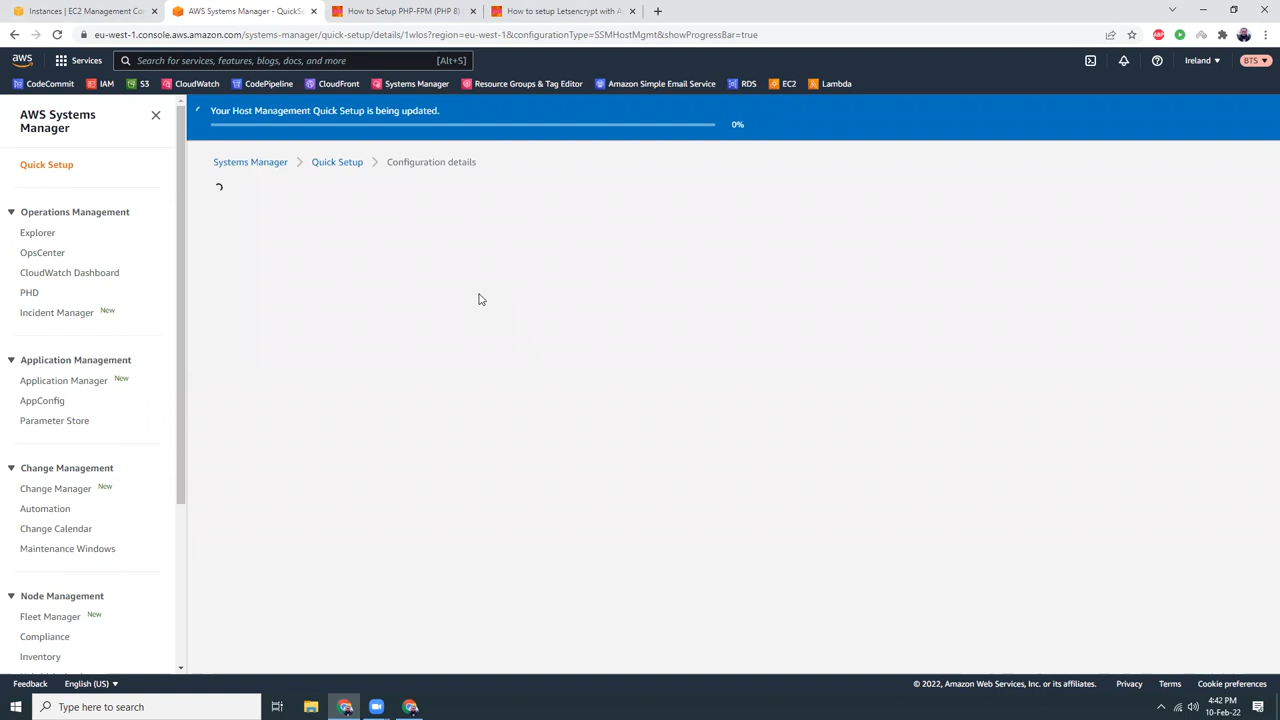 Instances | EC2 Management Co
AWS Systems Manager - QuickSe
How to Setup PHP-FPM (PHP 8)
How to setup Letsencrypt with A
eu-west-1.console.aws.amazon.com/systems-manager/quick-setup/details/1wlos?region=eu-west-1&configurationType=SSMHostMgmt&showProgressBar=true
aws
Services
Search for services, features, blogs, docs, and more
[Alt+S]
Ireland
BTS
CodeCommit
IAM
S3
CloudWatch
CodePipeline
CloudFront
Systems Manager
Resource Groups & Tag Editor
Amazon Simple Email Service
RDS
EC2
Lambda
AWS Systems
Manager
Your Host Management Quick Setup is being updated.
0%
Systems Manager
Quick Setup
Configuration details
Quick Setup
Operations Management
Explorer
OpsCenter
CloudWatch Dashboard
PHD
Incident Manager New
Application Management
Application Manager New
AppConfig
Parameter Store
Change Management
Change Manager New
Automation
Change Calendar
Maintenance Windows
Node Management
Fleet Manager New
Compliance
Inventory
Feedback
English (US)
© 2022, Amazon Web Services, Inc. or its affiliates.
Privacy
Terms
Cookie preferences
Type here to search
4:42 PM
10-Feb-22